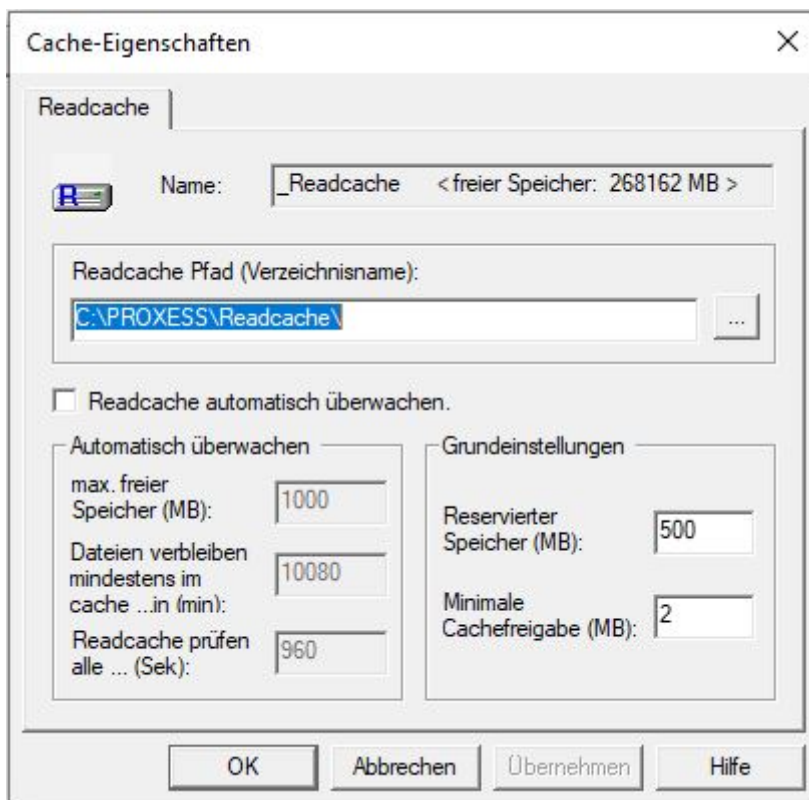 Cache-Eigenschaften
Readcache
R
Name:
_Readcache < freier Speicher: 268162 MB >
Readcache Pfad (Verzeichnisname):
C:\PROXESS\Readcache\
...
Readcache automatisch überwachen.
Automatisch überwachen
max. freier
Speicher (MB):
1000
Dateien verbleiben
mindestens im
cache ...in (min):
10080
Readcache prüfen
alle ... (Sek):
960
Grundeinstellungen
Reservierter
Speicher (MB):
500
Minimale
Cachefreigabe (MB):
2
OK
Abbrechen
Übernehmen
Hilfe